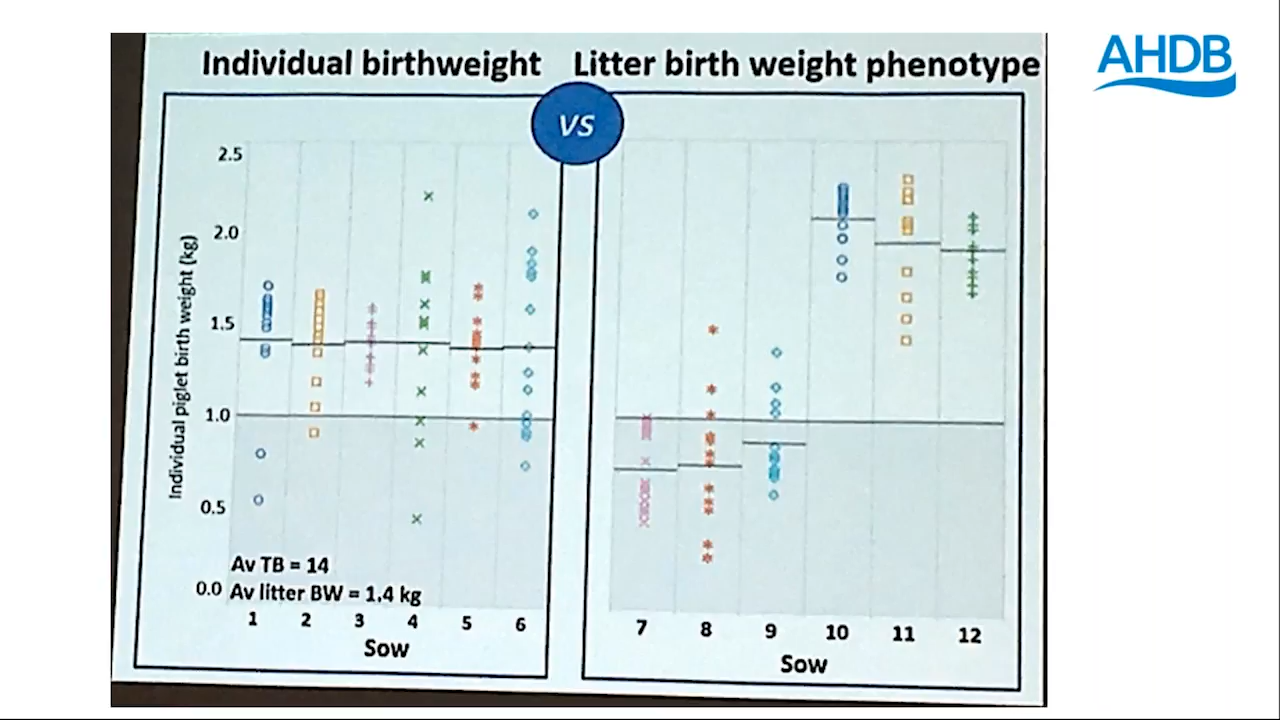 Individual birthweight
Litter birth weight phenotype
VS
AHDB
Individual piglet birth weight (kg)
2.5
2.0
1.5
1.0
0.5
0.0
Av TB = 14
Av litter BW = 1,4 kg
1 2 3 4 5 6
Sow
7 8 9 10 11 12
Sow